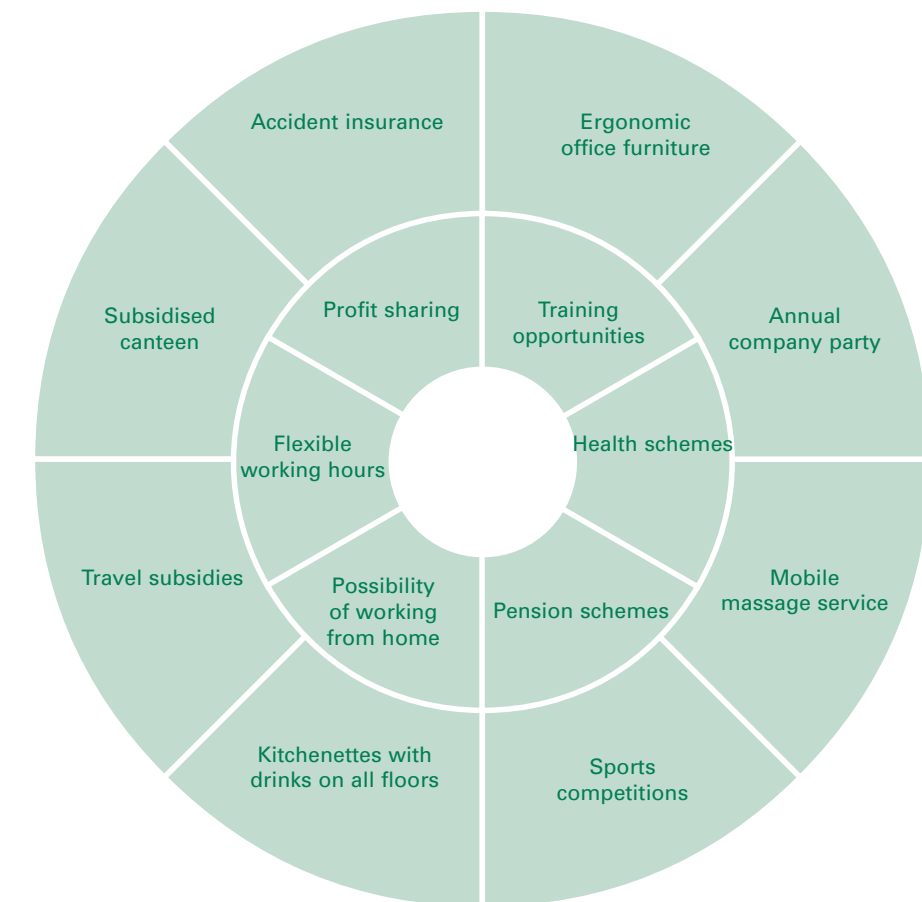 Accident insurance
Ergonomic
office furniture
Subsidised
canteen
Profit sharing
Training
opportunities
Annual
company party
Flexible
working hours
Health schemes
Travel subsidies
Possibility
of working
from home
Pension schemes
Mobile
massage service
Kitchenettes with
drinks on all floors
Sports
competitions